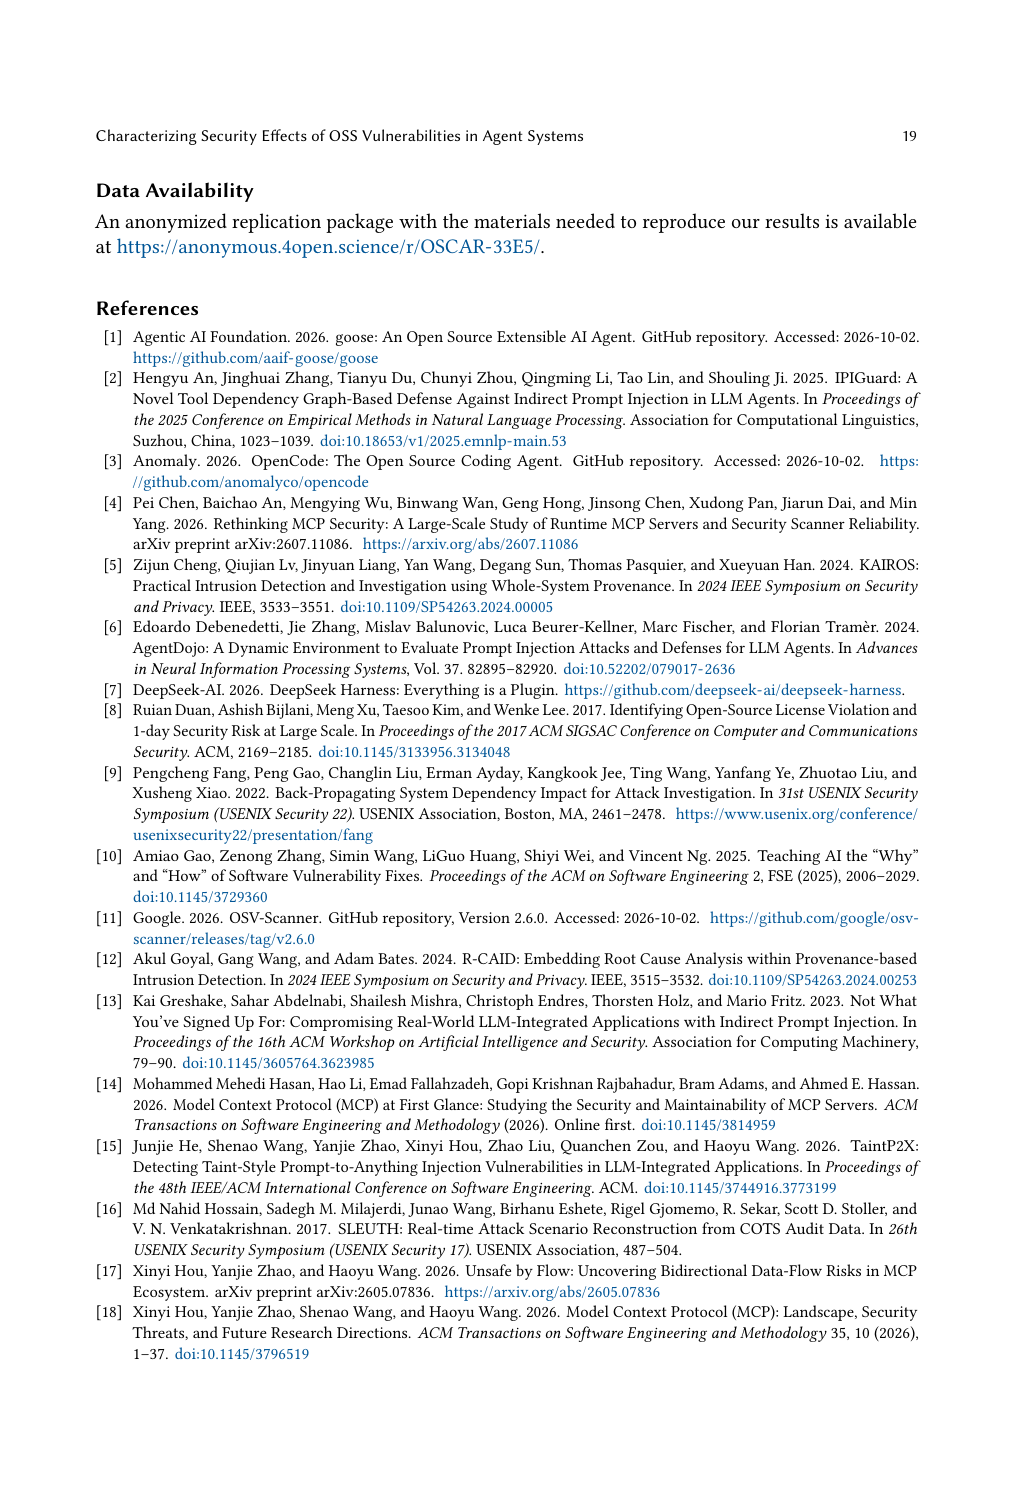 Characterizing Security Effects of OSS Vulnerabilities in Agent Systems 19
Data Availability
An anonymized replication package with the materials needed to reproduce our results is available
at https://anonymous.4open.science/r/OSCAR-33E5/.
References
[1] Agentic AI Foundation. 2026. goose: An Open Source Extensible AI Agent. GitHub repository. Accessed: 2026-10-02.
https://github.com/aaif-goose/goose
[2] Hengyu An, Jinghuai Zhang, Tianyu Du, Chunyi Zhou, Qingming Li, Tao Lin, and Shouling Ji. 2025. IPIGuard: A
Novel Tool Dependency Graph-Based Defense Against Indirect Prompt Injection in LLM Agents. In Proceedings of
the 2025 Conference on Empirical Methods in Natural Language Processing. Association for Computational Linguistics,
Suzhou, China, 1023–1039. doi:10.18653/v1/2025.emnlp-main.53
[3] Anomaly. 2026. OpenCode: The Open Source Coding Agent. GitHub repository. Accessed: 2026-10-02. https:
//github.com/anomalyco/opencode
[4] Pei Chen, Baichao An, Mengying Wu, Binwang Wan, Geng Hong, Jinsong Chen, Xudong Pan, Jiarun Dai, and Min
Yang. 2026. Rethinking MCP Security: A Large-Scale Study of Runtime MCP Servers and Security Scanner Reliability.
arXiv preprint arXiv:2607.11086. https://arxiv.org/abs/2607.11086
[5] Zijun Cheng, Qiujian Lv, Jinyuan Liang, Yan Wang, Degang Sun, Thomas Pasquier, and Xueyuan Han. 2024. KAIROS:
Practical Intrusion Detection and Investigation using Whole-System Provenance. In 2024 IEEE Symposium on Security
and Privacy. IEEE, 3533–3551. doi:10.1109/SP54263.2024.00005
[6] Edoardo Debenedetti, Jie Zhang, Mislav Balunovic, Luca Beurer-Kellner, Marc Fischer, and Florian Tramèr. 2024.
AgentDojo: A Dynamic Environment to Evaluate Prompt Injection Attacks and Defenses for LLM Agents. In Advances
in Neural Information Processing Systems, Vol. 37. 82895–82920. doi:10.52202/079017-2636
[7] DeepSeek-AI. 2026. DeepSeek Harness: Everything is a Plugin. https://github.com/deepseek-ai/deepseek-harness.
[8] Ruian Duan, Ashish Bijlani, Meng Xu, Taesoo Kim, and Wenke Lee. 2017. Identifying Open-Source License Violation and
1-day Security Risk at Large Scale. In Proceedings of the 2017 ACM SIGSAC Conference on Computer and Communications
Security. ACM, 2169–2185. doi:10.1145/3133956.3134048
[9] Pengcheng Fang, Peng Gao, Changlin Liu, Erman Ayday, Kangkook Jee, Ting Wang, Yanfang Ye, Zhuotao Liu, and
Xusheng Xiao. 2022. Back-Propagating System Dependency Impact for Attack Investigation. In 31st USENIX Security
Symposium (USENIX Security 22). USENIX Association, Boston, MA, 2461–2478. https://www.usenix.org/conference/
usenixsecurity22/presentation/fang
[10] Amiao Gao, Zenong Zhang, Simin Wang, LiGuo Huang, Shiyi Wei, and Vincent Ng. 2025. Teaching AI the “Why”
and “How” of Software Vulnerability Fixes. Proceedings of the ACM on Software Engineering 2, FSE (2025), 2006–2029.
doi:10.1145/3729360
[11] Google. 2026. OSV-Scanner. GitHub repository, Version 2.6.0. Accessed: 2026-10-02. https://github.com/google/osv-
scanner/releases/tag/v2.6.0
[12] Akul Goyal, Gang Wang, and Adam Bates. 2024. R-CAID: Embedding Root Cause Analysis within Provenance-based
Intrusion Detection. In 2024 IEEE Symposium on Security and Privacy. IEEE, 3515–3532. doi:10.1109/SP54263.2024.00253
[13] Kai Greshake, Sahar Abdelnabi, Shailesh Mishra, Christoph Endres, Thorsten Holz, and Mario Fritz. 2023. Not What
You’ve Signed Up For: Compromising Real-World LLM-Integrated Applications with Indirect Prompt Injection. In
Proceedings of the 16th ACM Workshop on Artificial Intelligence and Security. Association for Computing Machinery,
79–90. doi:10.1145/3605764.3623985
[14] Mohammed Mehedi Hasan, Hao Li, Emad Fallahzadeh, Gopi Krishnan Rajbahadur, Bram Adams, and Ahmed E. Hassan.
2026. Model Context Protocol (MCP) at First Glance: Studying the Security and Maintainability of MCP Servers. ACM
Transactions on Software Engineering and Methodology (2026). Online first. doi:10.1145/3814959
[15] Junjie He, Shenao Wang, Yanjie Zhao, Xinyi Hou, Zhao Liu, Quanchen Zou, and Haoyu Wang. 2026. TaintP2X:
Detecting Taint-Style Prompt-to-Anything Injection Vulnerabilities in LLM-Integrated Applications. In Proceedings of
the 48th IEEE/ACM International Conference on Software Engineering. ACM. doi:10.1145/3744916.3773199
[16] Md Nahid Hossain, Sadegh M. Milajerdi, Junao Wang, Birhanu Eshete, Rigel Gjomemo, R. Sekar, Scott D. Stoller, and
V. N. Venkatakrishnan. 2017. SLEUTH: Real-time Attack Scenario Reconstruction from COTS Audit Data. In 26th
USENIX Security Symposium (USENIX Security 17). USENIX Association, 487–504.
[17] Xinyi Hou, Yanjie Zhao, and Haoyu Wang. 2026. Unsafe by Flow: Uncovering Bidirectional Data-Flow Risks in MCP
Ecosystem. arXiv preprint arXiv:2605.07836. https://arxiv.org/abs/2605.07836
[18] Xinyi Hou, Yanjie Zhao, Shenao Wang, and Haoyu Wang. 2026. Model Context Protocol (MCP): Landscape, Security
Threats, and Future Research Directions. ACM Transactions on Software Engineering and Methodology 35, 10 (2026),
1–37. doi:10.1145/3796519